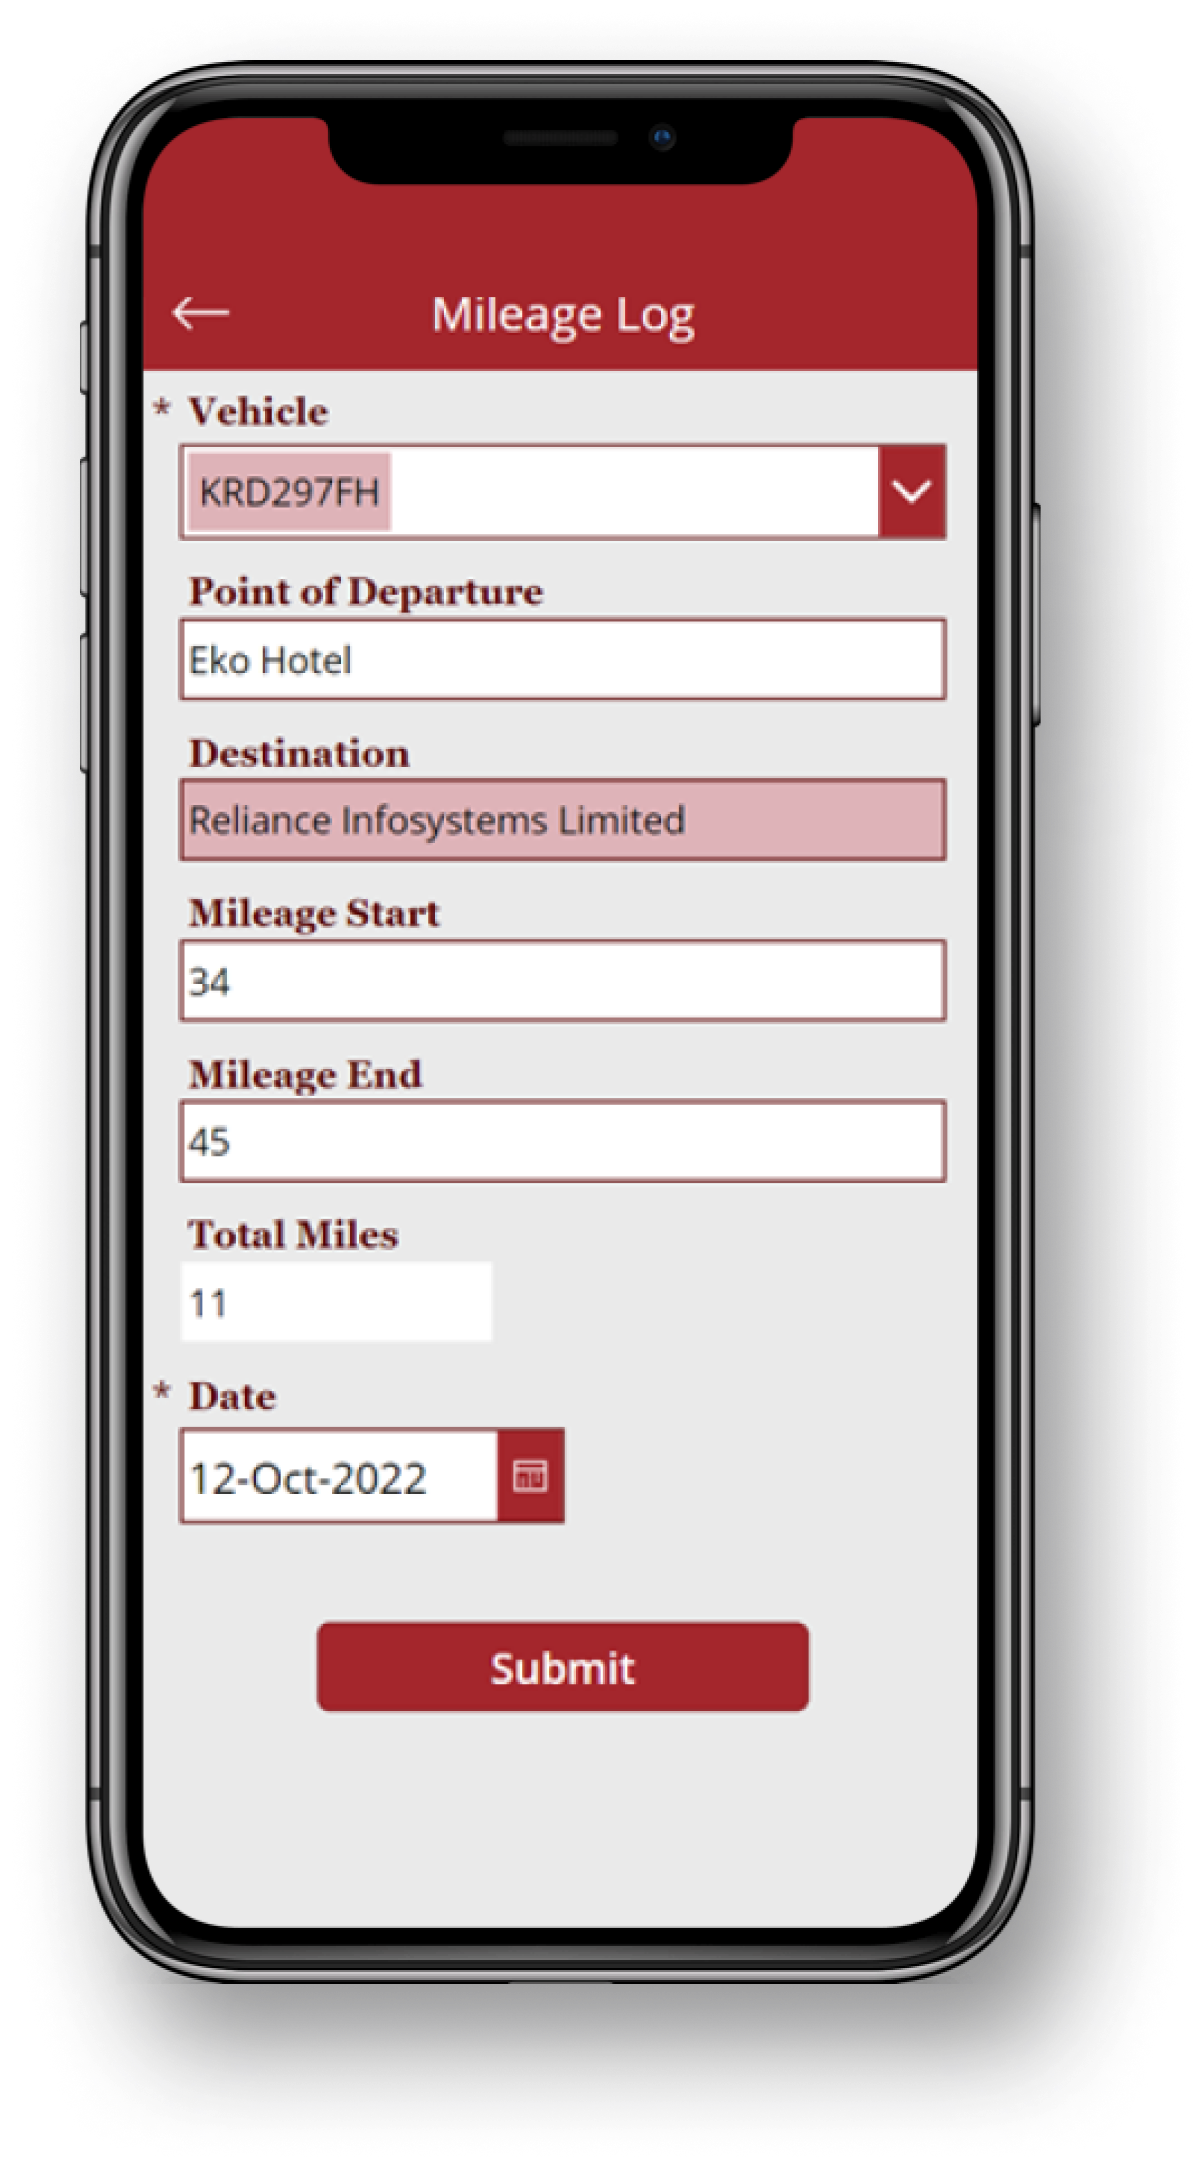 Mileage Log
* Vehicle
KRD297FH
Point of Departure
Eko Hotel
Destination
Reliance Infosystems Limited
Mileage Start
34
Mileage End
45
Total Miles
11
* Date
12-Oct-2022
Submit